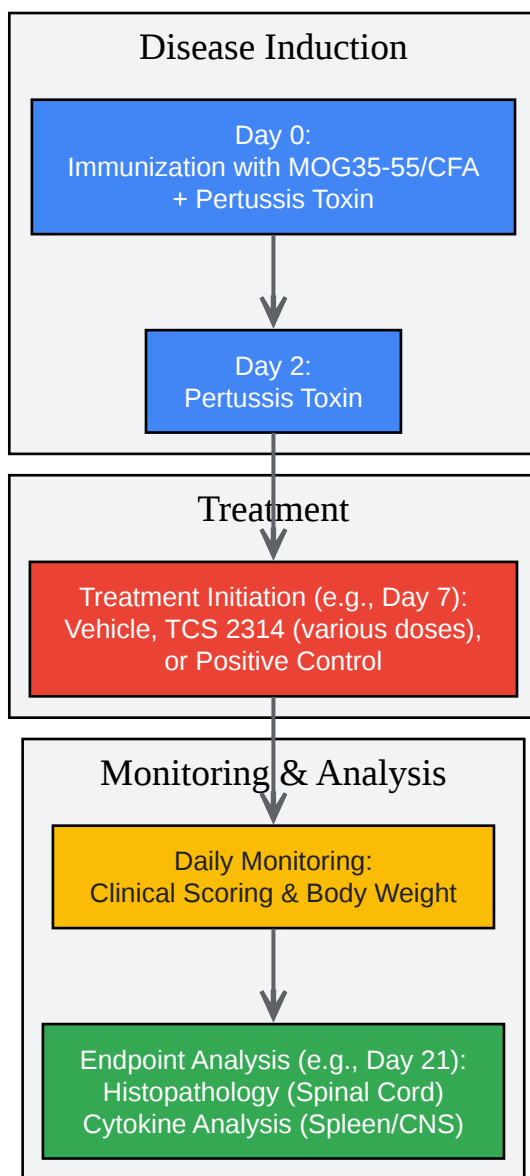 Disease Induction
Day 0:
Immunization with MOG35-55/CFA
+ Pertussis Toxin
Day 2:
Pertussis Toxin
Treatment
Treatment Initiation (e.g., Day 7):
Vehicle, TCS 2314 (various doses),
or Positive Control
Monitoring & Analysis
Daily Monitoring:
Clinical Scoring & Body Weight
Endpoint Analysis (e.g., Day 21):
Histopathology (Spinal Cord)
Cytokine Analysis (Spleen/CNS)